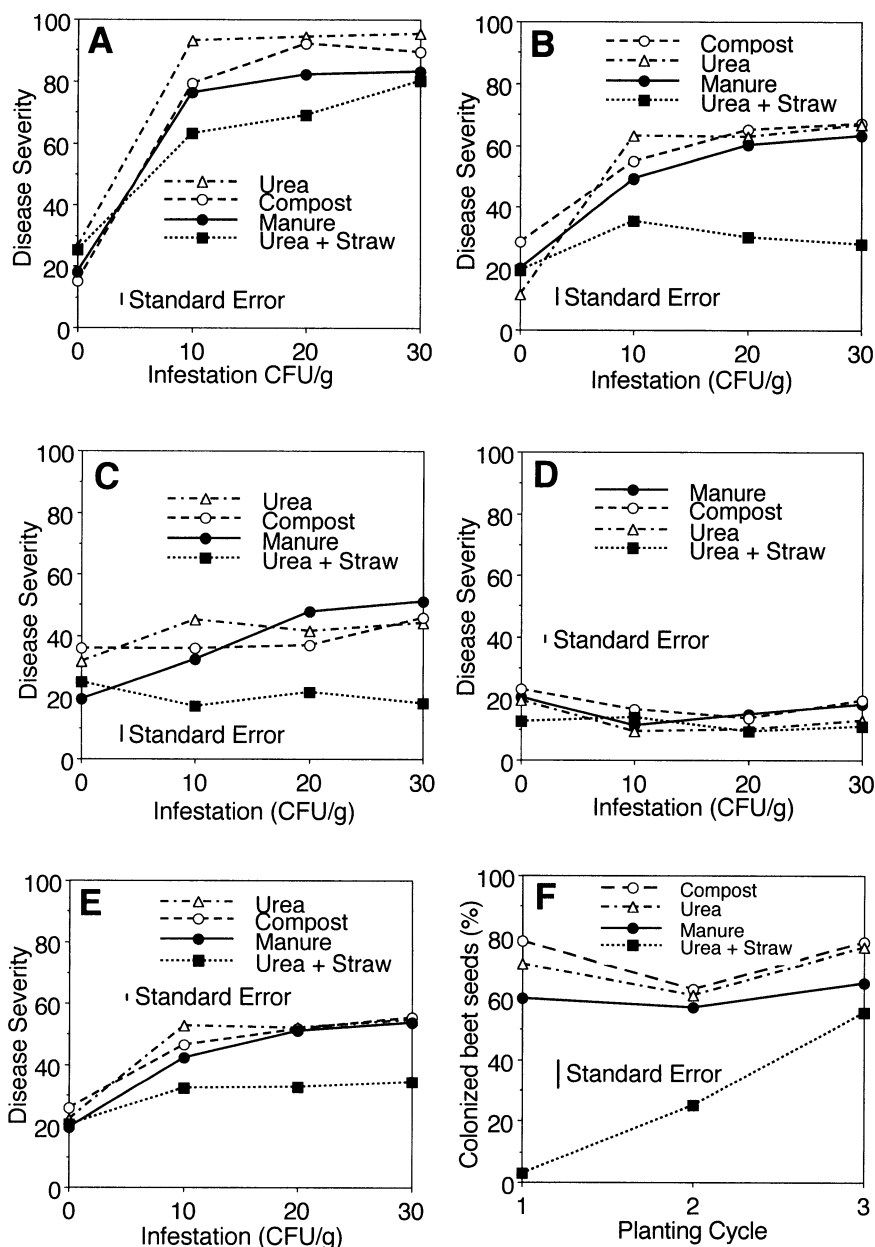 A
100
80
60
40
20
0
Disease Severity
Urea
Compost
Manure
Urea + Straw
Standard Error
0 10 20 30
Infestation CFU/g
B
100
80
60
40
20
0
Disease Severity
Compost
Urea
Manure
Urea + Straw
Standard Error
0 10 20 30
Infestation (CFU/g)
C
100
80
60
40
20
0
Disease Severity
Urea
Compost
Manure
Urea + Straw
Standard Error
0 10 20 30
Infestation (CFU/g)
D
100
80
60
40
20
0
Disease Severity
Manure
Compost
Urea
Urea + Straw
Standard Error
0 10 20 30
Infestation (CFU/g)
E
100
80
60
40
20
0
Disease Severity
Urea
Compost
Manure
Urea + Straw
Standard Error
0 10 20 30
Infestation (CFU/g)
F
100
80
60
40
20
0
Colonized beet seeds (%)
Compost
Urea
Manure
Urea + Straw
Standard Error
1 2 3
Planting Cycle